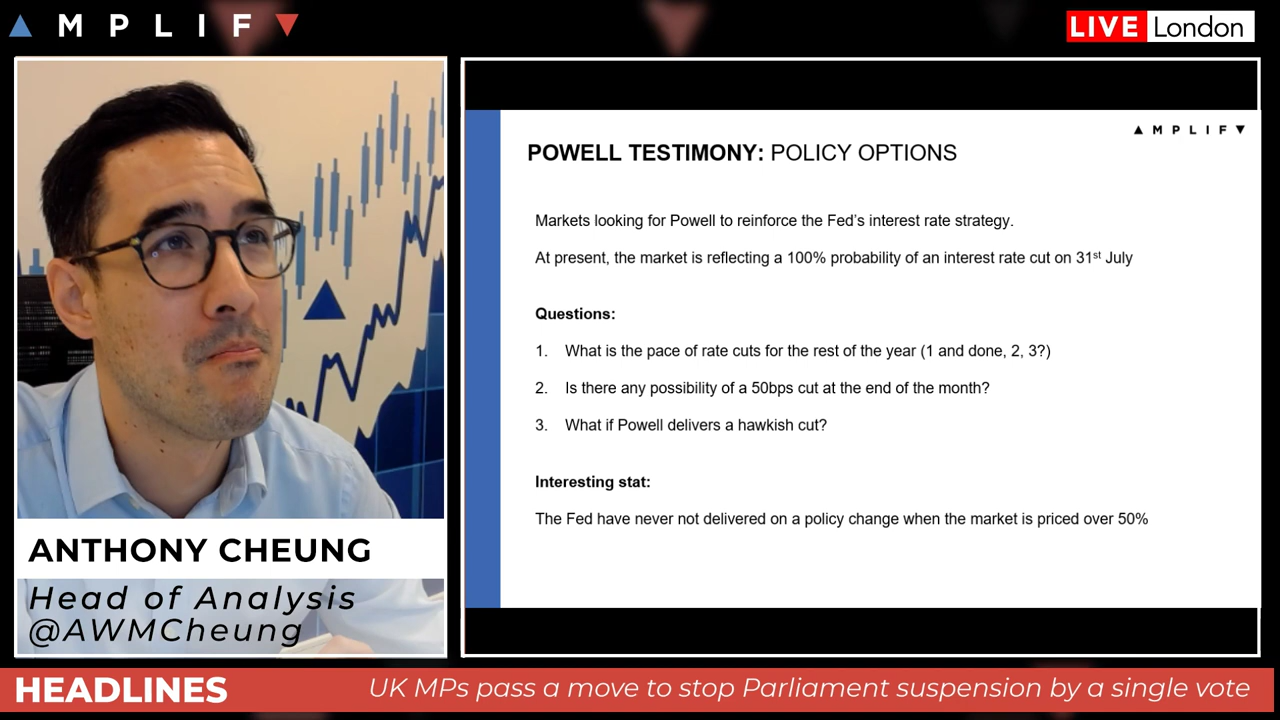 AMPLIFY
LIVE London
AMPLIFY
POWELL TESTIMONY: POLICY OPTIONS
Markets looking for Powell to reinforce the Fed's interest rate strategy.
At present, the market is reflecting a 100% probability of an interest rate cut on 31st July
Questions:
1. What is the pace of rate cuts for the rest of the year (1 and done, 2, 3?)
2. Is there any possibility of a 50bps cut at the end of the month?
3. What if Powell delivers a hawkish cut?
Interesting stat:
The Fed have never not delivered on a policy change when the market is priced over 50%
ANTHONY CHEUNG
Head of Analysis
@AWMCheung
HEADLINES UK MPs pass a move to stop Parliament suspension by a single vote